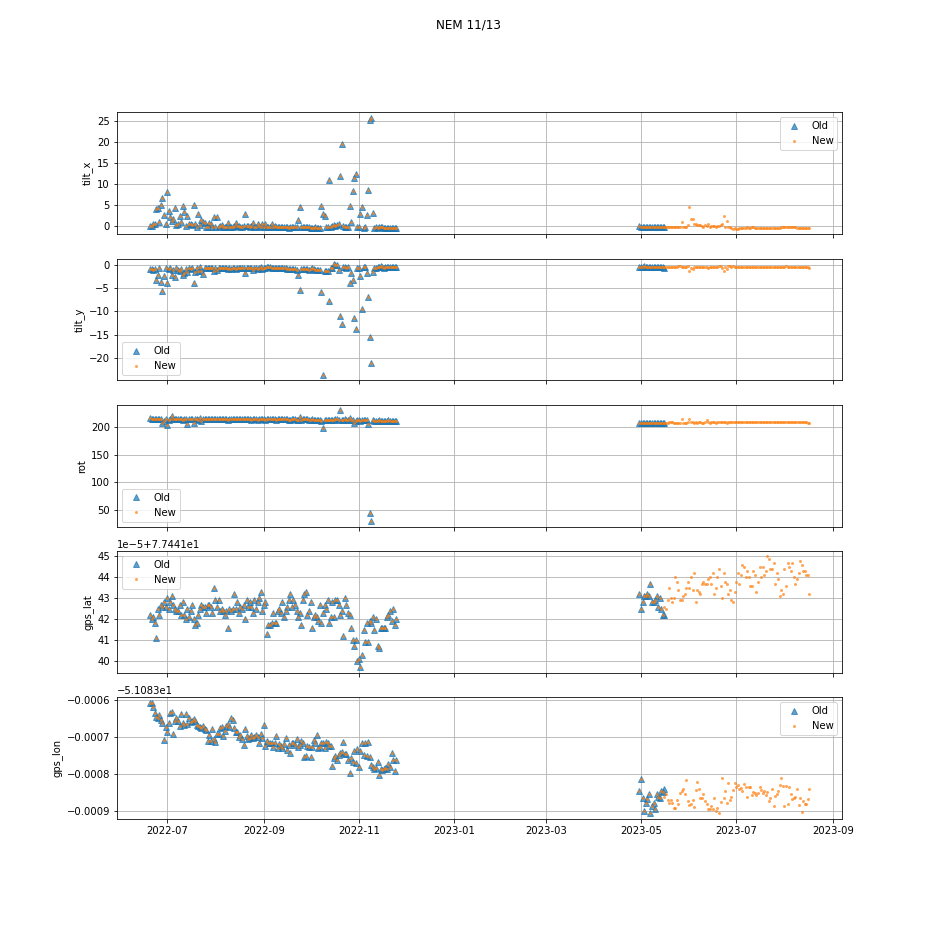 NEM 11/13
25
20
15
10
5
0
tilt_x
Old
New
0
−5
−10
−15
−20
tilt_y
Old
New
200
150
100
50
rot
Old
New
1e−5+7.7441e1
45
44
43
42
41
40
gps_lat
Old
New
−5.1083e1
−0.0006
−0.0007
−0.0008
−0.0009
gps_lon
Old
New
2022-07 2022-09 2022-11 2023-01 2023-03 2023-05 2023-07 2023-09